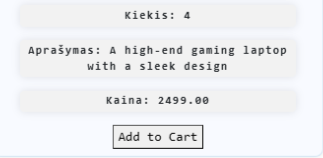 Kiekis: 4
Aprašymas: A high-end gaming laptop
with a sleek design
Kaina: 2499.00
Add to Cart